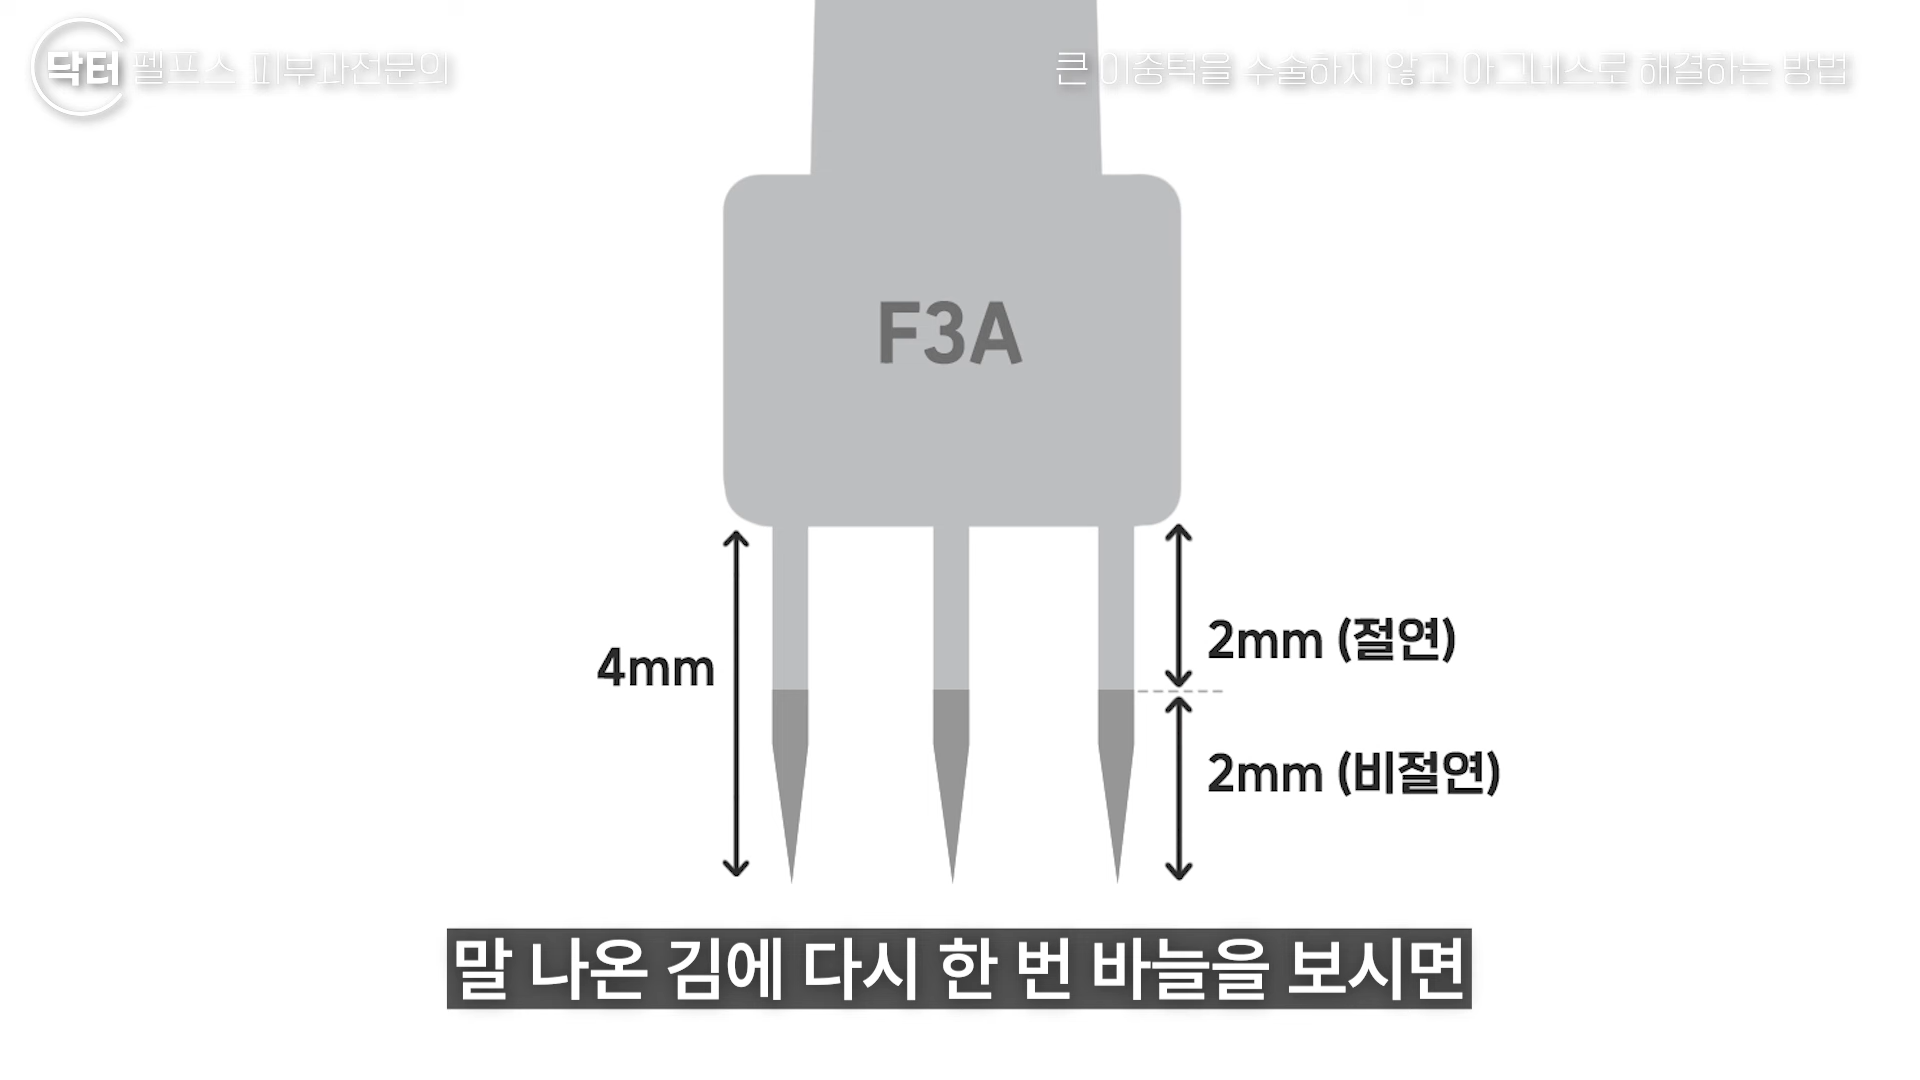 닥터 펠프스 피부과전문의
큰 이중턱을 수술하지 않고 아그네스로 해결하는 방법
F3A
4mm
2mm (절연)
2mm (비절연)
말 나온 김에 다시 한 번 바늘을 보시면